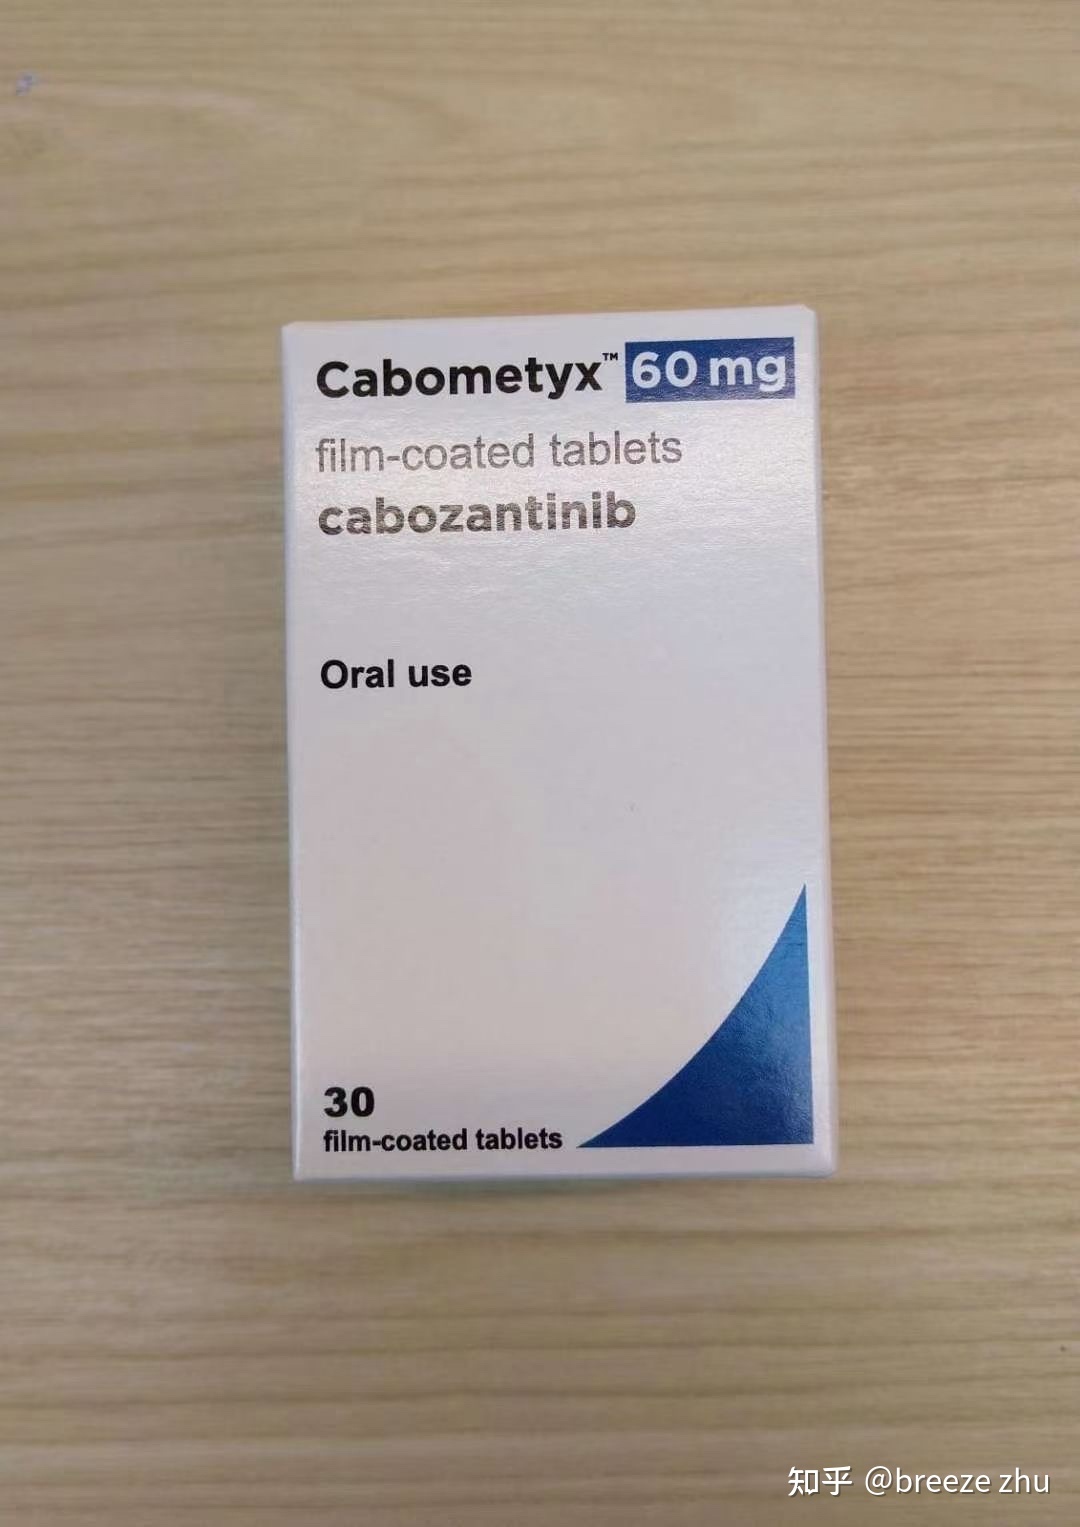 Cabometyx™ 60 mg
film-coated tablets
cabozantinib
Oral use
30
film-coated tablets
知乎 @breeze zhu